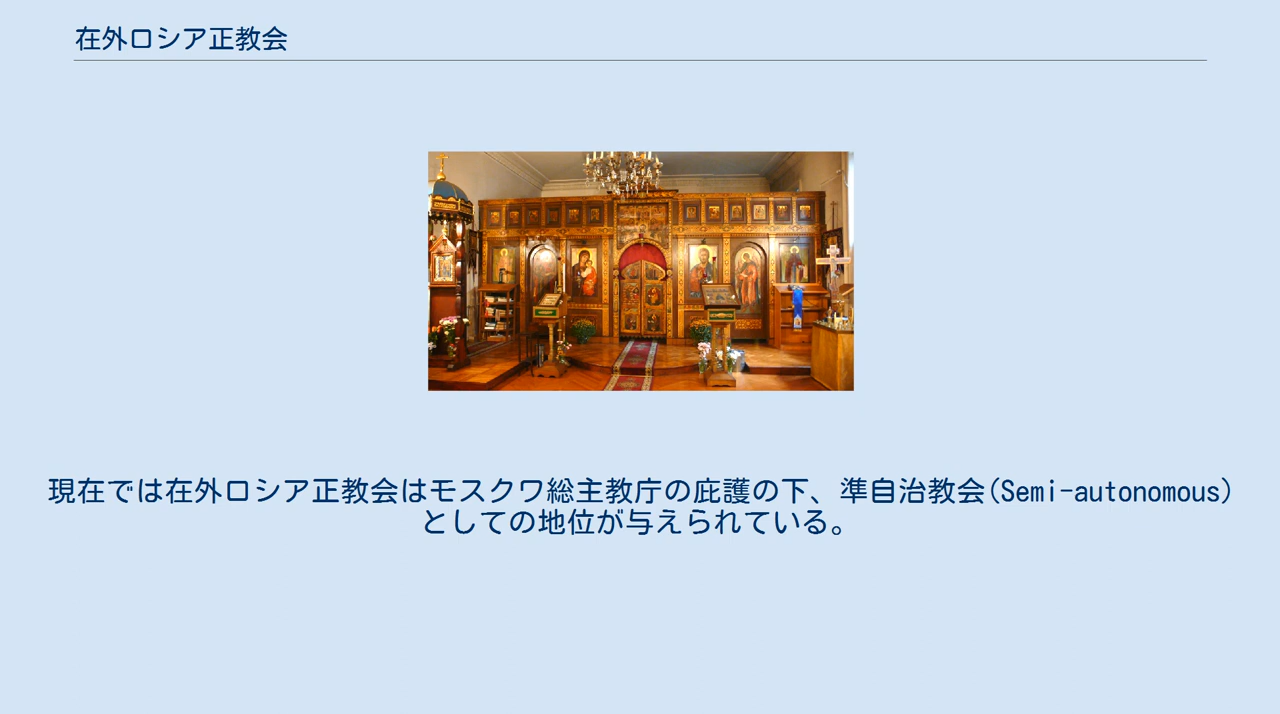 在外ロシア正教会
現在では在外ロシア正教会はモスクワ総主教庁の庇護の下、準自治教会(Semi-autonomous)
としての地位が与えられている。